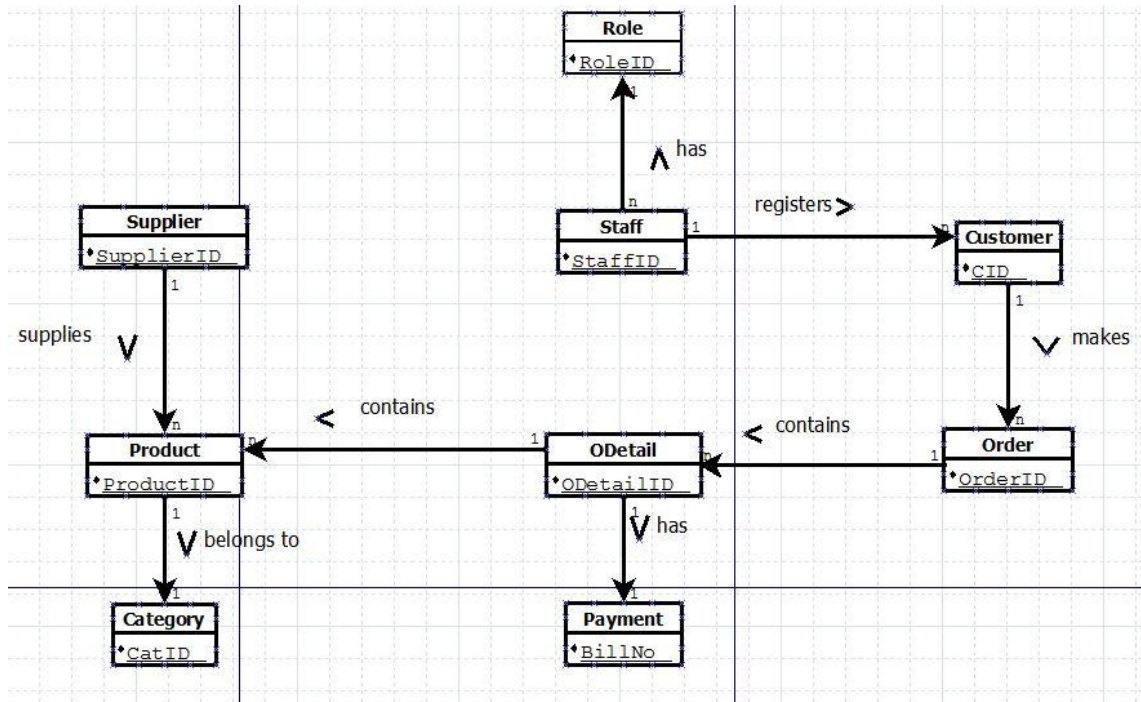 Role
RoleID
1
has
n
Supplier
SupplierID
1
Staff
StaffID
1
registers
n
Customer
CID
1
supplies
makes
n
Product
ProductID
1
n
contains
1
ODetail
ODetailID
1
n
contains
1
n
Order
OrderID
belongs to
has
1
Category
CatID
1
Payment
BillNo